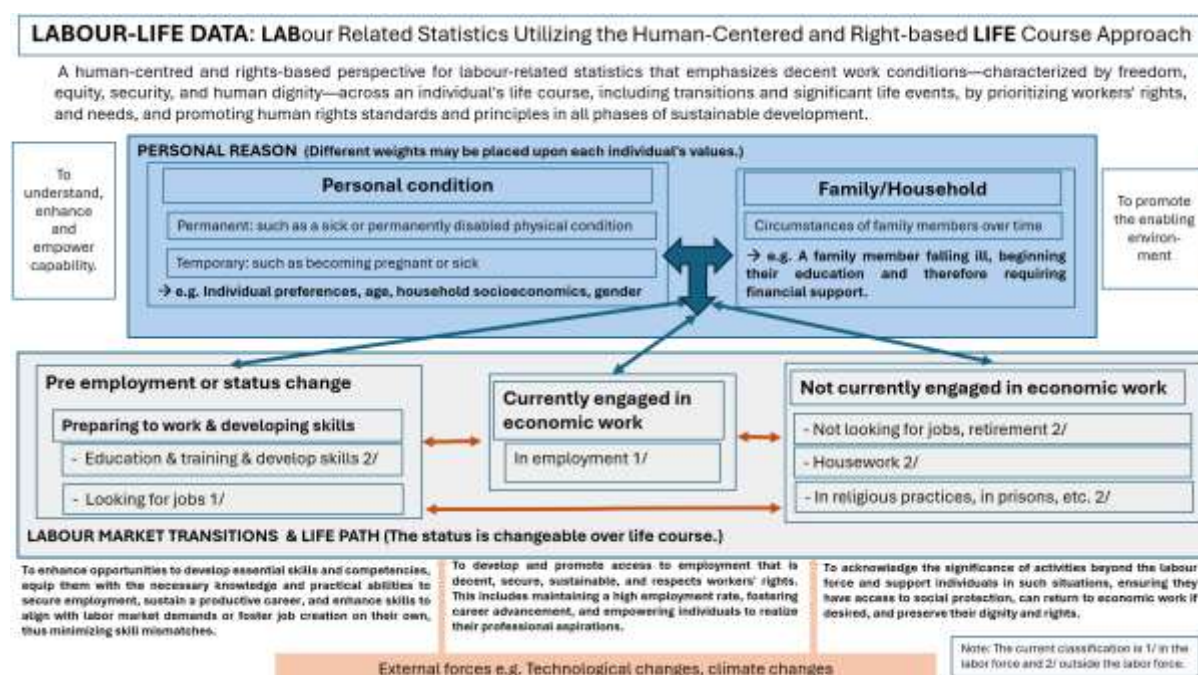 LABOUR-LIFE DATA: LABour Related Statistics Utilizing the Human-Centered and Right-based LIFE Course Approach
A human-centred and rights-based perspective for labour-related statistics that emphasizes decent work conditions—characterized by freedom,
equity, security, and human dignity—across an individual's life course, including transitions and significant life events, by prioritizing workers' rights,
and needs, and promoting human rights standards and principles in all phases of sustainable development.
To
understand,
enhance
and
empower
capability.
PERSONAL REASON (Different weights may be placed upon each individual's values.)
Personal condition
Permanent: such as a sick or permanently disabled physical condition
Temporary: such as becoming pregnant or sick
→ e.g. Individual preferences, age, household socioeconomics, gender
Family/Household
Circumstances of family members over time
→ e.g. A family member falling ill, beginning
their education and therefore requiring
financial support.
To promote
the enabling
environ-
ment
Pre employment or status change
Preparing to work & developing skills
- Education & training & develop skills 2/
- Looking for jobs 1/
Currently engaged in
economic work
In employment 1/
Not currently engaged in economic work
- Not looking for jobs, retirement 2/
- Housework 2/
- In religious practices, in prisons, etc. 2/
LABOUR MARKET TRANSITIONS & LIFE PATH (The status is changeable over life course.)
To enhance opportunities to develop essential skills and competencies,
equip them with the necessary knowledge and practical abilities to
secure employment, sustain a productive career, and enhance skills to
align with labor market demands or foster job creation on their own,
thus minimizing skill mismatches.
To develop and promote access to employment that is
decent, secure, sustainable, and respects workers' rights.
This includes maintaining a high employment rate, fostering
career advancement, and empowering individuals to realize
their professional aspirations.
To acknowledge the significance of activities beyond the labour
force and support individuals in such situations, ensuring they
have access to social protection, can return to economic work if
desired, and preserve their dignity and rights.
External forces e.g. Technological changes, climate changes
Note: The current classification is 1/ in the
labor force and 2/ outside the labor force.